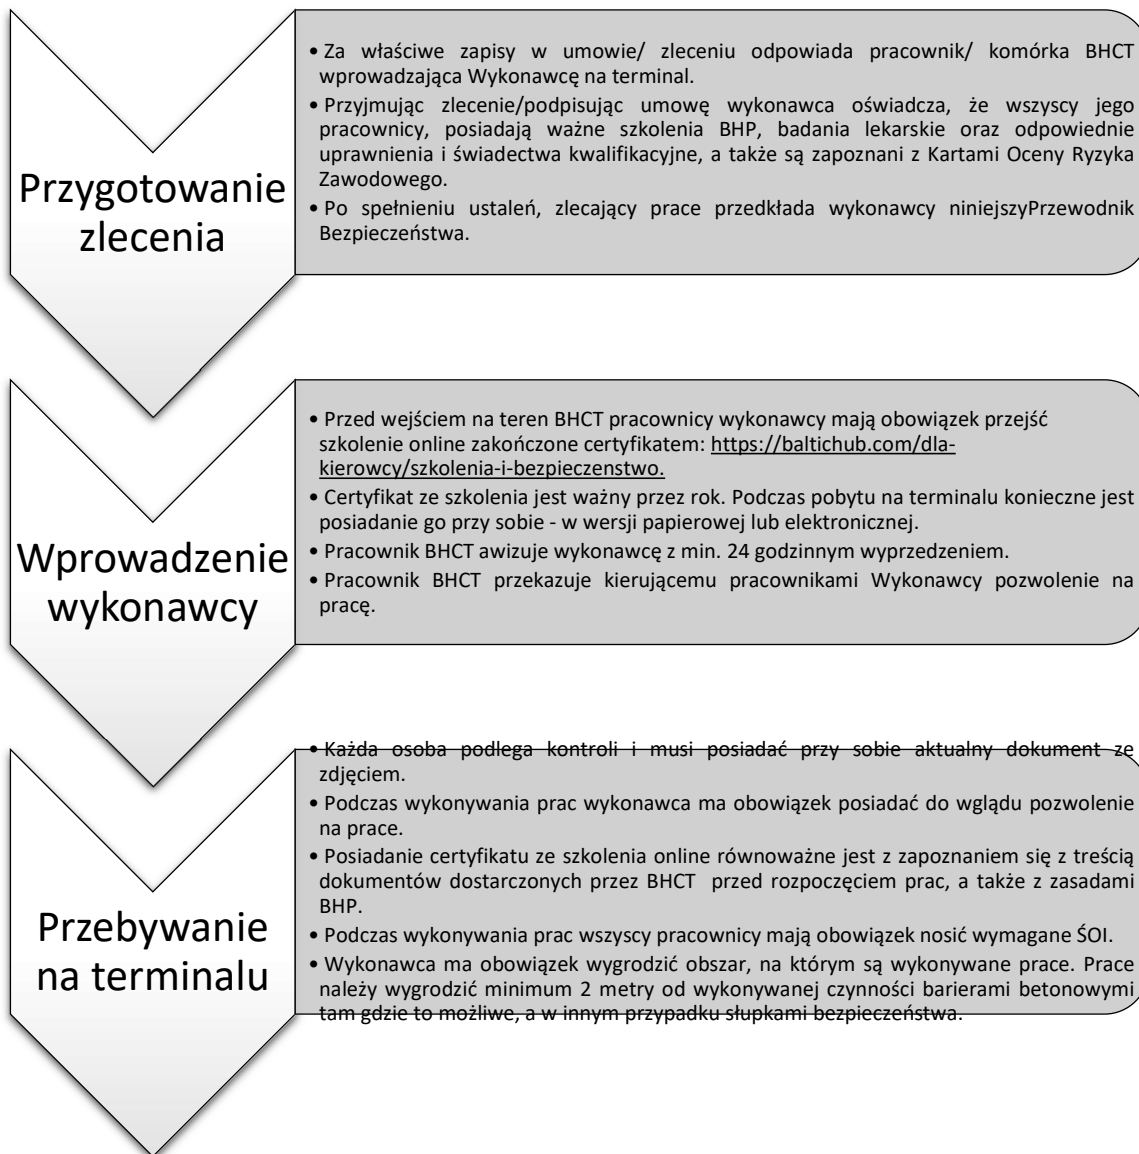 Przygotowanie
zlecenia
• Za właściwe zapisy w umowie/ zleceniu odpowiada pracownik/ komórka BHCT
wprowadzająca Wykonawcę na terminal.
• Przyjmując zlecenie/podpisując umowę wykonawca oświadcza, że wszyscy jego
pracownicy, posiadają ważne szkolenia BHP, badania lekarskie oraz odpowiednie
uprawnienia i świadectwa kwalifikacyjne, a także są zapoznani z Kartami Oceny Ryzyka
Zawodowego.
• Po spełnieniu ustaleń, zlecający prace przedkłada wykonawcy niniejszyPrzewodnik
Bezpieczeństwa.
Wprowadzenie
wykonawcy
• Przed wejściem na teren BHCT pracownicy wykonawcy mają obowiązek przejść
szkolenie online zakończone certyfikatem: https://baltichub.com/dla-
kierowcy/szkolenia-i-bezpieczenstwo.
• Certyfikat ze szkolenia jest ważny przez rok. Podczas pobytu na terminalu konieczne jest
posiadanie go przy sobie - w wersji papierowej lub elektronicznej.
• Pracownik BHCT awizuje wykonawcę z min. 24 godzinnym wyprzedzeniem.
• Pracownik BHCT przekazuje kierującemu pracownikami Wykonawcy pozwolenie na
pracę.
Przebywanie
na terminalu
• Każda osoba podlega kontroli i musi posiadać przy sobie aktualny dokument ze
zdjęciem.
• Podczas wykonywania prac wykonawca ma obowiązek posiadać do wglądu pozwolenie
na prace.
• Posiadanie certyfikatu ze szkolenia online równoważne jest z zapoznaniem się z treścią
dokumentów dostarczonych przez BHCT przed rozpoczęciem prac, a także z zasadami
BHP.
• Podczas wykonywania prac wszyscy pracownicy mają obowiązek nosić wymagane ŚOI.
• Wykonawca ma obowiązek wygrodzić obszar, na którym są wykonywane prace. Prace
należy wygrodzić minimum 2 metry od wykonywanej czynności barierami betonowymi
tam gdzie to możliwe, a w innym przypadku słupkami bezpieczeństwa.